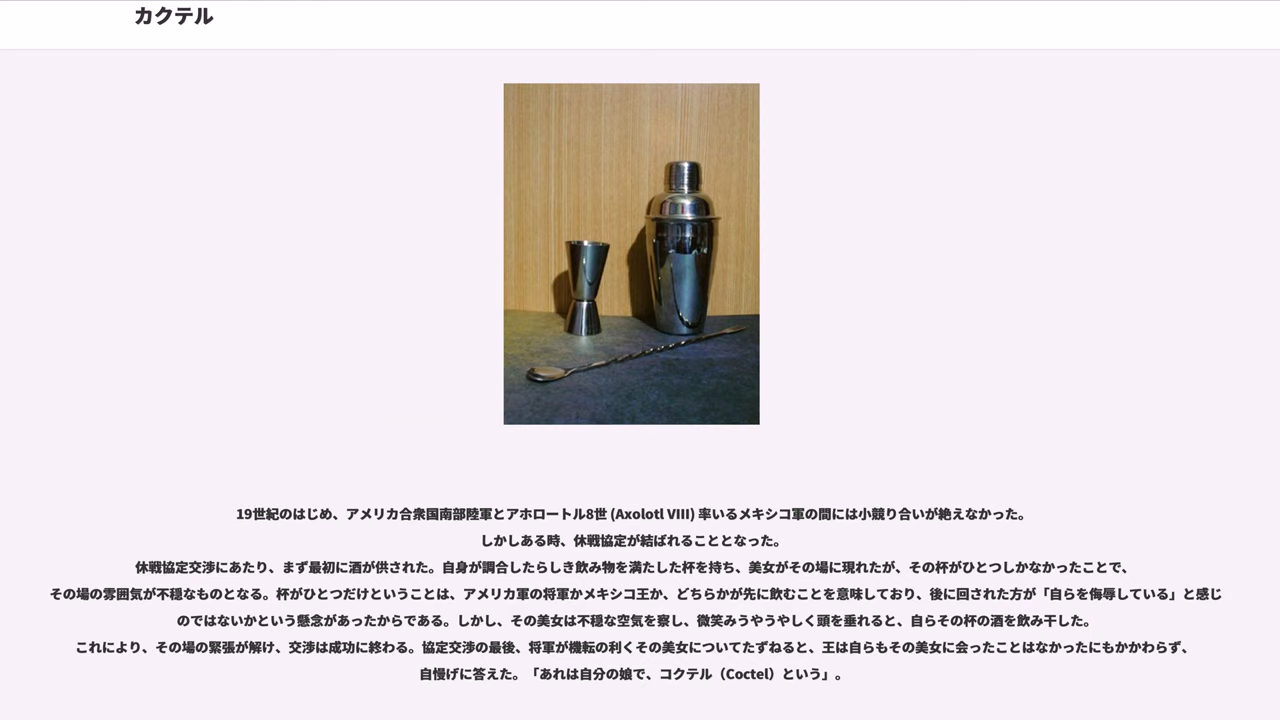 カクテル
19世紀のはじめ、アメリカ合衆国南部陸軍とアホロートル8世 (Axolotl VIII) 率いるメキシコ軍の間には小競り合いが絶えなかった。
しかしある時、休戦協定が結ばれることとなった。
休戦協定交渉にあたり、まず最初に酒が供された。自身が調合したらしき飲み物を満たした杯を持ち、美女がその場に現れたが、その杯がひとつしかなかったことで、
その場の雰囲気が不穏なものとなる。杯がひとつだけということは、アメリカ軍の将軍かメキシコ王か、どちらかが先に飲むことを意味しており、後に回された方が「自らを侮辱している」と感じ
のではないかという懸念があったからである。しかし、その美女は不穏な空気を察し、微笑みうやうやしく頭を垂れると、自らその杯の酒を飲み干した。
これにより、その場の緊張が解け、交渉は成功に終わる。協定交渉の最後、将軍が機転の利くその美女についてたずねると、王は自らもその美女に会ったことはなかったにもかかわらず、
自慢げに答えた。「あれは自分の娘で、コクテル（Coctel）という」。